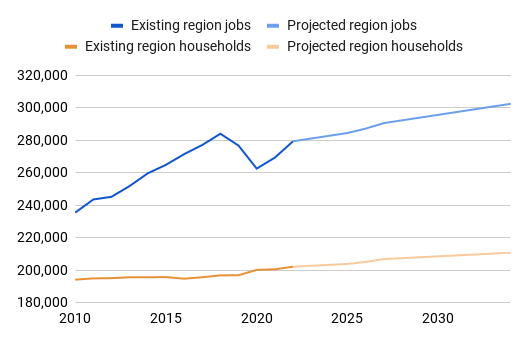 Existing region jobs Projected region jobs
Existing region households Projected region households
320,000
300,000
280,000
260,000
240,000
220,000
200,000
180,000
2010 2015 2020 2025 2030